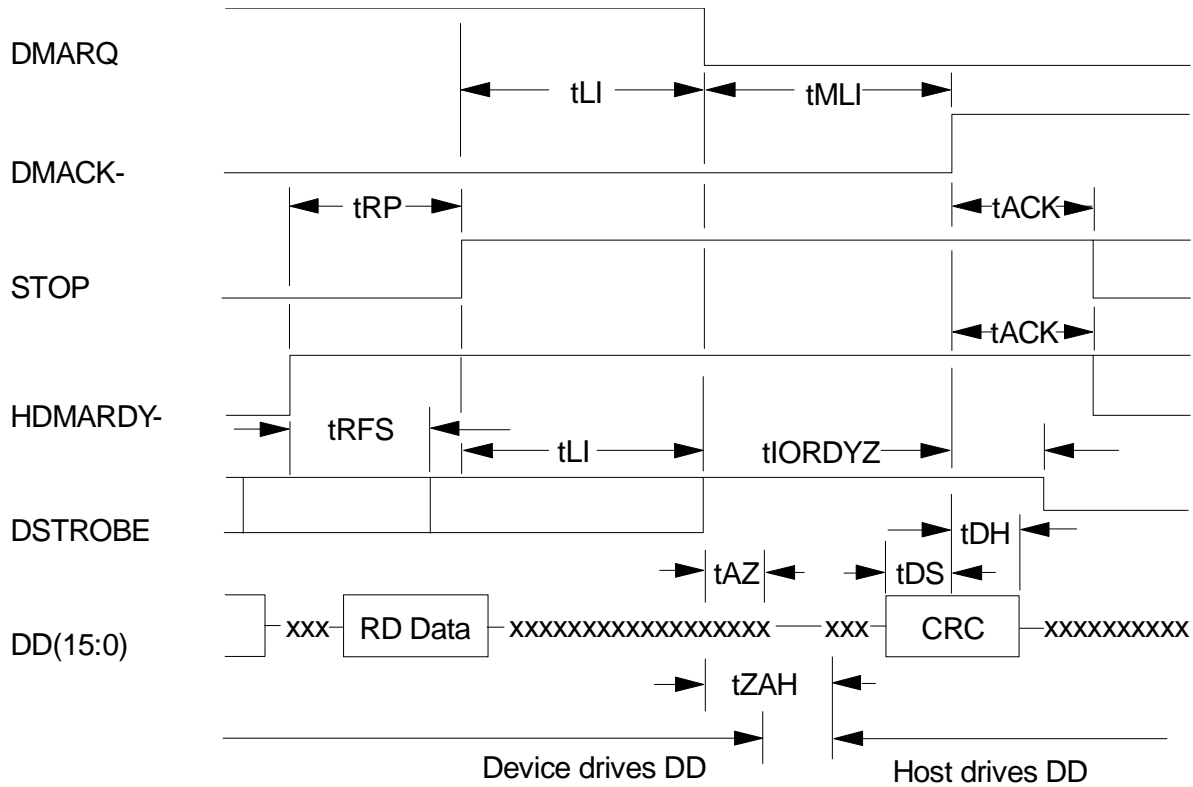 DMARQ
tLI
tMLI
DMACK-
tRP
tACK
STOP
tACK
HDMARDY-
tRFS
tLI
tIORDYZ
DSTROBE
tDH
tAZ
tDS
DD(15:0)
xxx
RD Data
xxxxxxxxxxxxxxxxxx
xxx
CRC
xxxxxxxxxx
tZAH
Device drives DD
Host drives DD